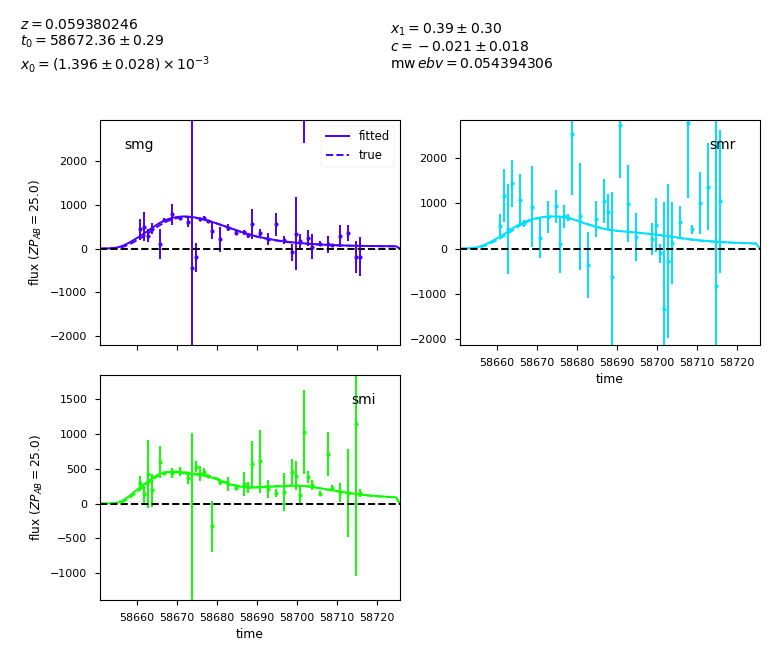 z = 0.059380246
t₀ = 58672.36 ± 0.29
x₀ = (1.396 ± 0.028) × 10⁻³
x₁ = 0.39 ± 0.30
c = −0.021 ± 0.018
mwebv = 0.054394306
smg
fitted
true
2000
1000
0
−1000
−2000
flux (ZP_AB = 25.0)
smr
2000
1000
0
−1000
−2000
58660 58670 58680 58690 58700 58710 58720
time
smi
1500
1000
500
0
−500
−1000
flux (ZP_AB = 25.0)
58660 58670 58680 58690 58700 58710 58720
time